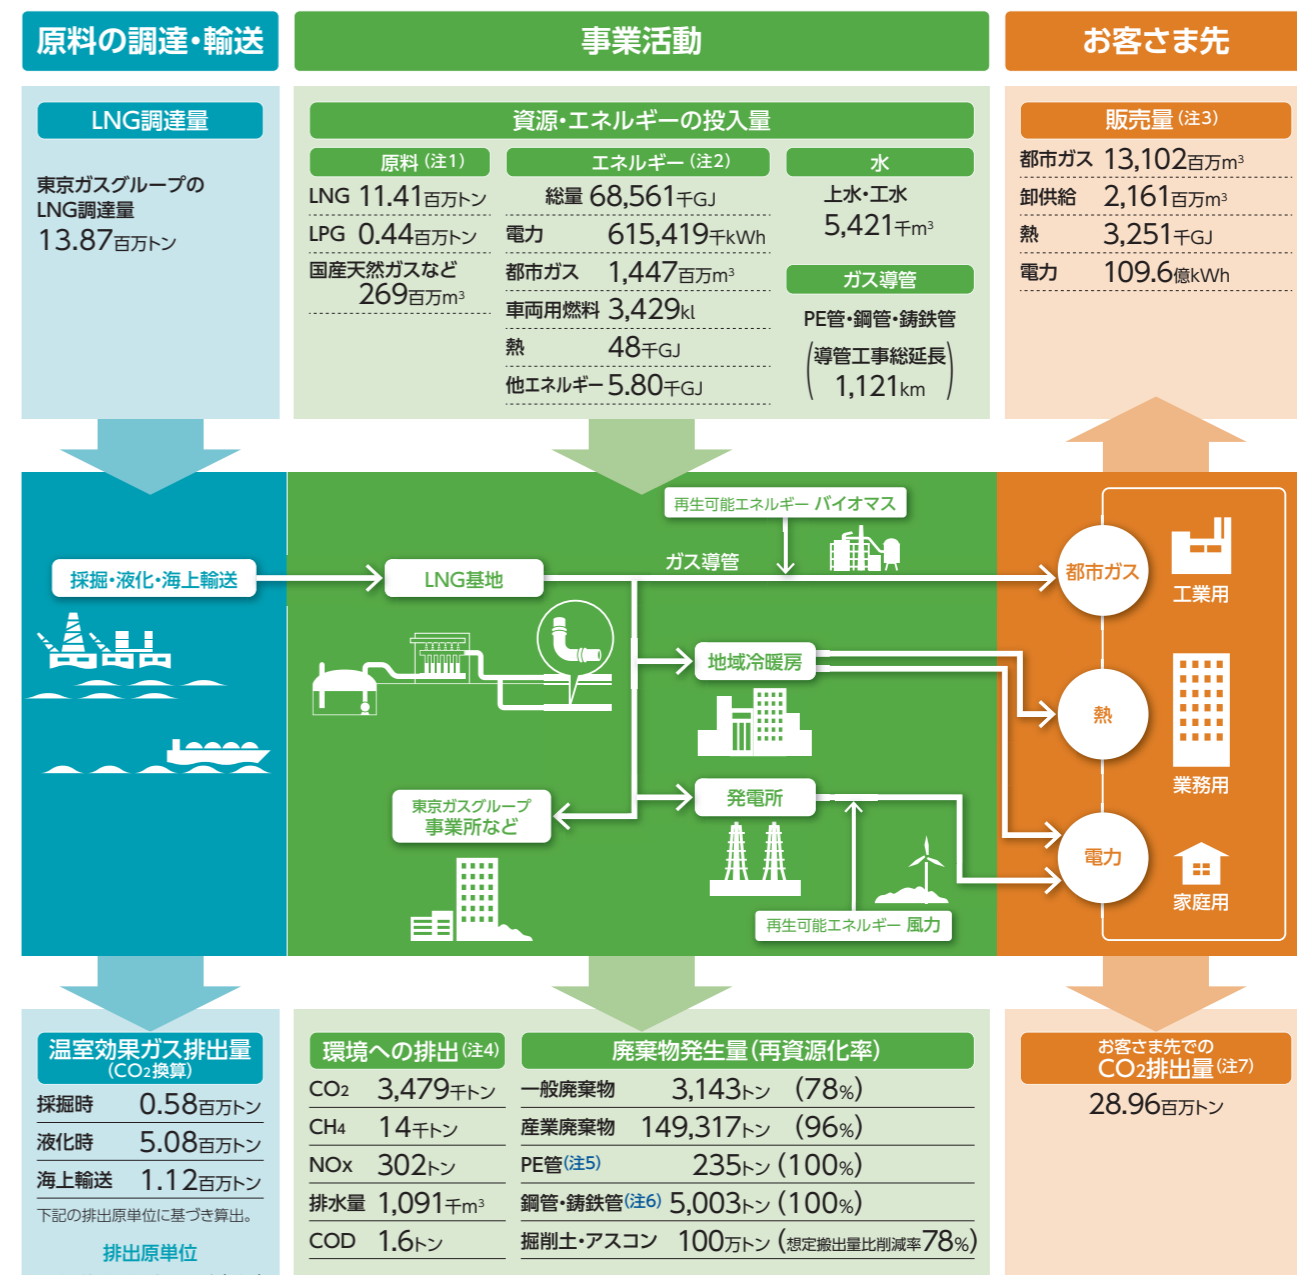 原料の調達・輸送
事業活動
お客さま先
LNG調達量
東京ガスグループの
LNG調達量
13.87百万トン
資源・エネルギーの投入量
原料(注1)
LNG 11.41百万トン
LPG 0.44百万トン
国産天然ガスなど
269百万m³
エネルギー(注2)
総量 68,561千GJ
電力 615,419千kWh
都市ガス 1,447百万m³
車両用燃料 3,429kl
熱 48千GJ
他エネルギー 5.80千GJ
水
上水・工水
5,421千m³
ガス導管
PE管・鋼管・鋳鉄管
(導管工事総延長
1,121km)
販売量(注3)
都市ガス 13,102百万m³
卸供給 2,161百万m³
熱 3,251千GJ
電力 109.6億kWh
採掘・液化・海上輸送
LNG基地
再生可能エネルギー バイオマス
ガス導管
地域冷暖房
発電所
東京ガスグループ
事業所など
再生可能エネルギー 風力
都市ガス
熱
電力
工業用
業務用
家庭用
温室効果ガス排出量
(CO₂換算)
採掘時 0.58百万トン
液化時 5.08百万トン
海上輸送 1.12百万トン
下記の排出原単位に基づき算出。
排出原単位
環境への排出(注4)
CO₂ 3,479千トン
CH₄ 14千トン
NOx 302トン
排水量 1,091千m³
COD 1.6トン
廃棄物発生量(再資源化率)
一般廃棄物 3,143トン (78%)
産業廃棄物 149,317トン (96%)
PE管(注5) 235トン (100%)
鋼管・鋳鉄管(注6) 5,003トン (100%)
掘削土・アスコン 100万トン (想定搬出量比削減率78%)
お客さま先での
CO₂排出量(注7)
28.96百万トン